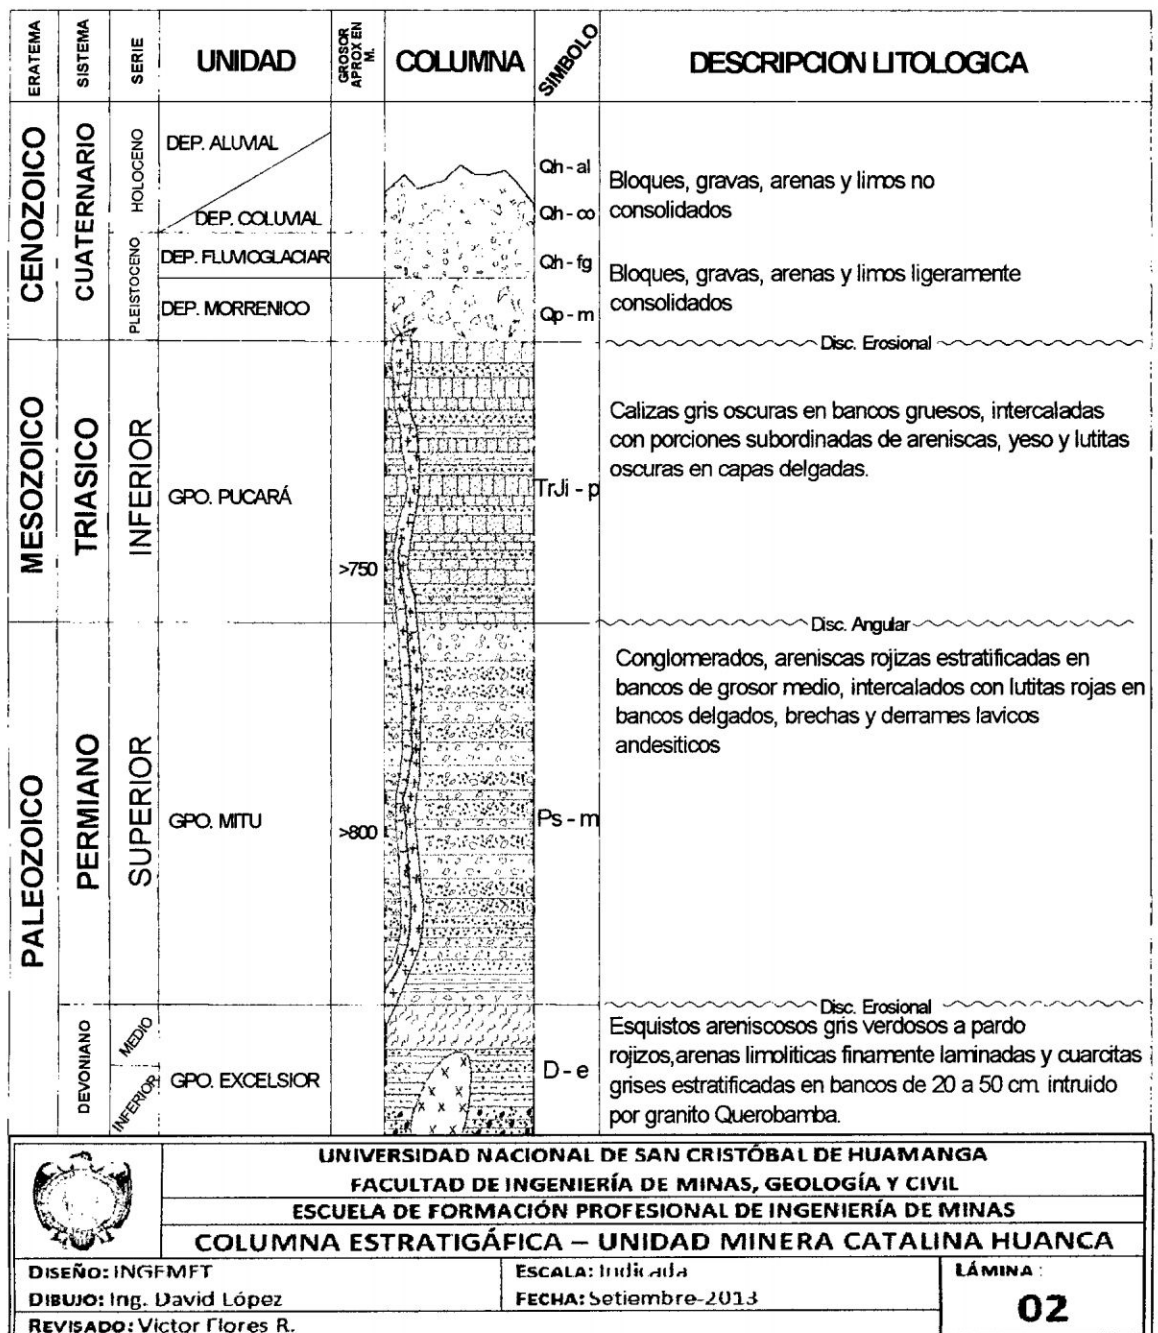 ERATEMA
SISTEMA
SERIE
UNIDAD
GROSOR
APROX EN
M.
COLUMNA
SIMBOLO
DESCRIPCION LITOLOGICA
CENOZOICO
CUATERNARIO
HOLOCENO
DEP. ALUVIAL
DEP. COLUVIAL
Qh - al
Qh - co
Bloques, gravas, arenas y limos no
consolidados
PLEISTOCENO
DEP. FLUVIOGLACIAR
Qh - fg
Bloques, gravas, arenas y limos ligeramente
consolidados
DEP. MORRENICO
Qp - m
Disc. Erosional
MESOZOICO
TRIASICO
INFERIOR
GPO. PUCARÁ
>750
TrJi - p
Calizas gris oscuras en bancos gruesos, intercaladas
con porciones subordinadas de areniscas, yeso y lutitas
oscuras en capas delgadas.
Disc. Angular
PALEOZOICO
PERMIANO
SUPERIOR
GPO. MITU
>800
Ps - m
Conglomerados, areniscas rojizas estratificadas en
bancos de grosor medio, intercalados con lutitas rojas en
bancos delgados, brechas y derrames lavicos
andesiticos
Disc. Erosional
DEVONIANO
MEDIO
INFERIOR
GPO. EXCELSIOR
D - e
Esquistos areniscosos gris verdosos a pardo
rojizos,arenas limoliticas finamente laminadas y cuarcitas
grises estratificadas en bancos de 20 a 50 cm. intruido
por granito Querobamba.
UNIVERSIDAD NACIONAL DE SAN CRISTÓBAL DE HUAMANGA
FACULTAD DE INGENIERÍA DE MINAS, GEOLOGÍA Y CIVIL
ESCUELA DE FORMACIÓN PROFESIONAL DE INGENIERÍA DE MINAS
COLUMNA ESTRATIGÁFICA – UNIDAD MINERA CATALINA HUANCA
DISEÑO: INGEMET
ESCALA: Indicada
LÁMINA :
DIBUJO: Ing. David López
FECHA: Setiembre-2013
02
REVISADO: Víctor Flores R.